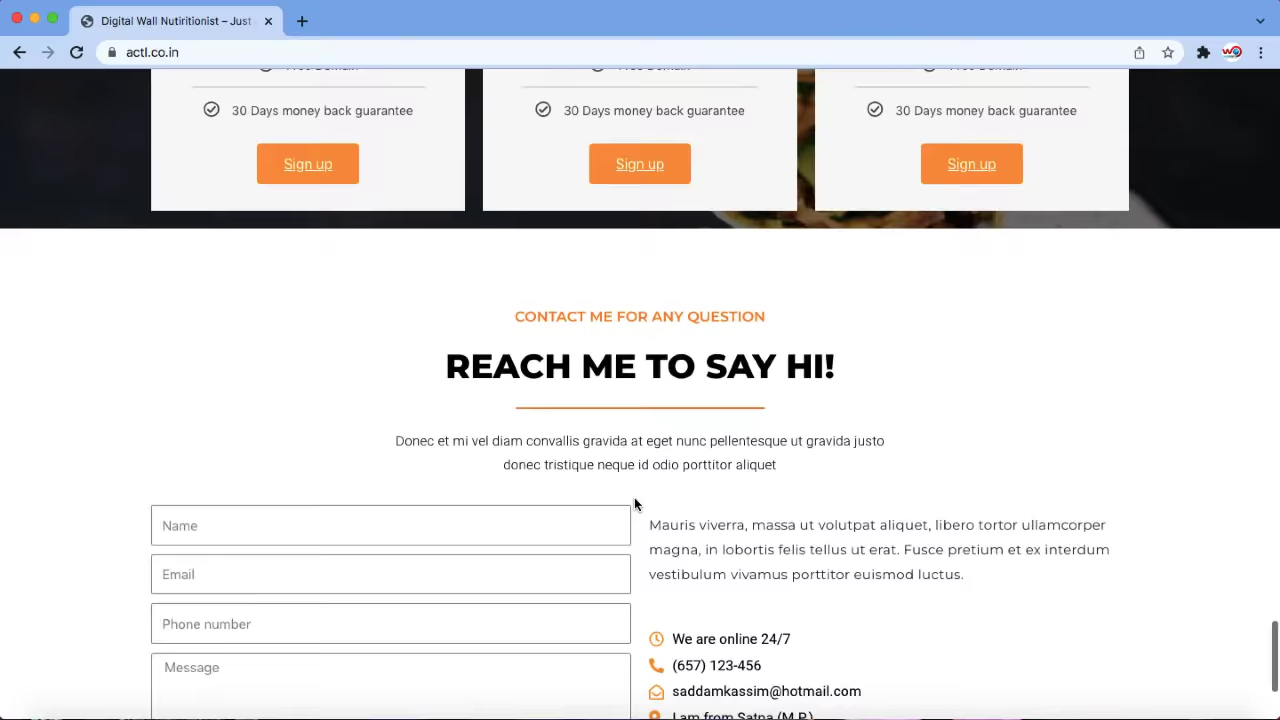 Digital Wall Nutritionist – Just
actl.co.in
30 Days money back guarantee
30 Days money back guarantee
30 Days money back guarantee
Sign up
Sign up
Sign up
CONTACT ME FOR ANY QUESTION
REACH ME TO SAY HI!
Donec et mi vel diam convallis gravida at eget nunc pellentesque ut gravida justo
donec tristique neque id odio porttitor aliquet
Name
Email
Phone number
Message
Mauris viverra, massa ut volutpat aliquet, libero tortor ullamcorper
magna, in lobortis felis tellus ut erat. Fusce pretium et ex interdum
vestibulum vivamus porttitor euismod luctus.
We are online 24/7
(657) 123-456
saddamkassim@hotmail.com
I am from Satna (M.P.)